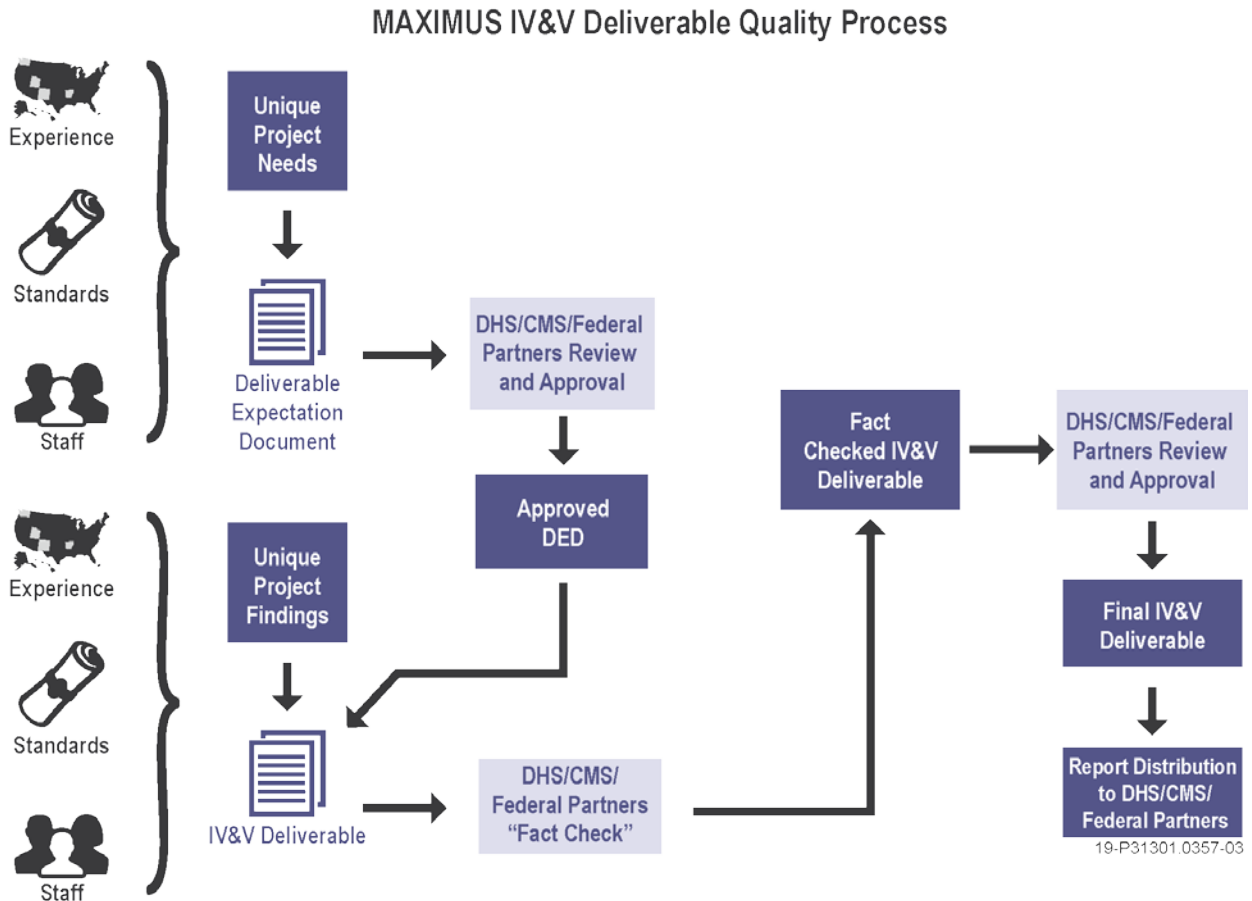 MAXIMUS IV&V Deliverable Quality Process
Experience
Standards
Staff
Unique
Project
Needs
Deliverable
Expectation
Document
DHS/CMS/Federal
Partners Review
and Approval
Approved
DED
Experience
Standards
Staff
Unique
Project
Findings
IV&V Deliverable
DHS/CMS/
Federal Partners
“Fact Check”
Fact
Checked IV&V
Deliverable
DHS/CMS/Federal
Partners Review
and Approval
Final IV&V
Deliverable
Report Distribution
to DHS/CMS/
Federal Partners
19-P31301.0357-03